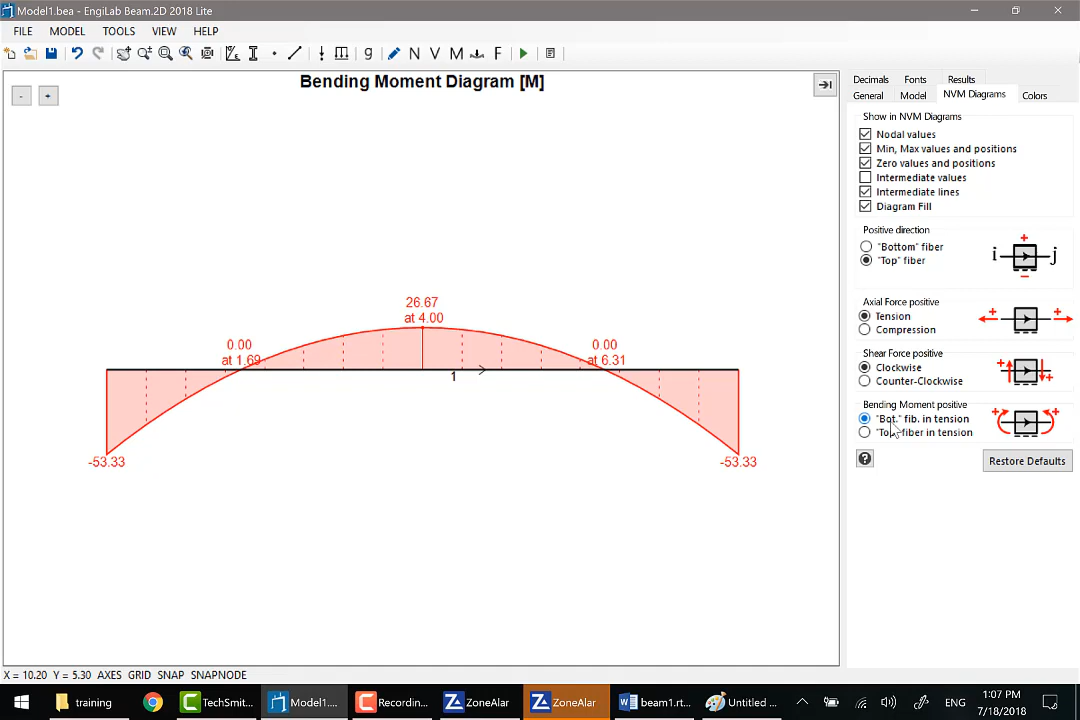 Model1.bea - EngiLab Beam.2D 2018 Lite
FILE MODEL TOOLS VIEW HELP
g N V M F
Bending Moment Diagram [M]
- +
26.67
at 4.00
0.00
at 1.69
0.00
at 6.31
1
-53.33
-53.33
Decimals Fonts Results
General Model NVM Diagrams Colors
Show in NVM Diagrams
Nodal values
Min, Max values and positions
Zero values and positions
Intermediate values
Intermediate lines
Diagram Fill
Positive direction
"Bottom" fiber
"Top" fiber
+
i j
−
Axial Force positive
Tension
Compression
+ +
Shear Force positive
Clockwise
Counter-Clockwise
+ +
Bending Moment positive
"Bot." fib. in tension
"Top" fiber in tension
+ +
? Restore Defaults
X = 10.20 Y = 5.30 AXES GRID SNAP SNAPNODE
training TechSmit... Model1.... Recordin... ZoneAlar ZoneAlar beam1.rt... Untitled ... ENG
1:07 PM
7/18/2018